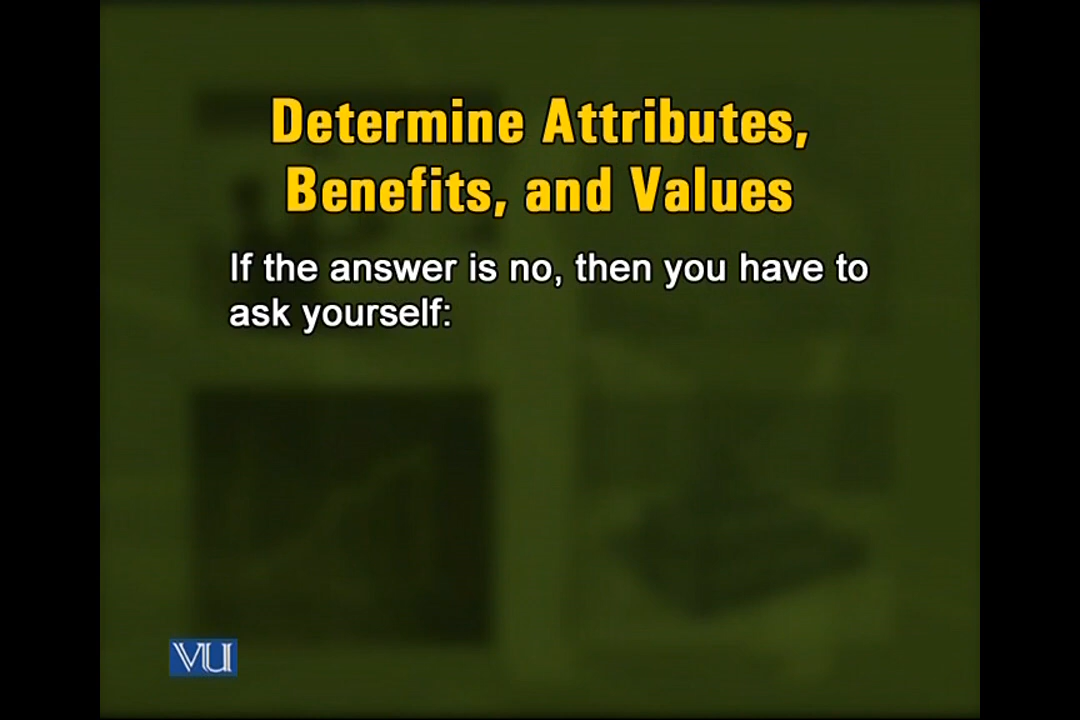 Determine Attributes,
Benefits, and Values
If the answer is no, then you have to
ask yourself:
VU